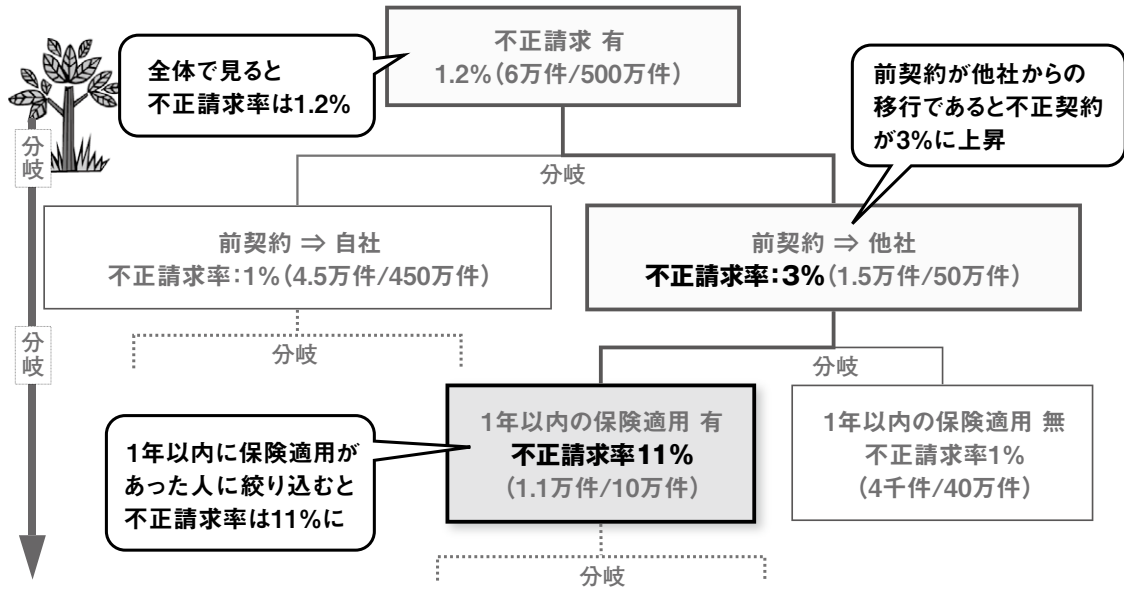 不正請求 有
1.2%（6万件/500万件）
全体で見ると
不正請求率は1.2%
前契約が他社からの
移行であると不正契約
が3%に上昇
分岐
分岐
前契約 ⇒ 自社
不正請求率：1%（4.5万件/450万件）
前契約 ⇒ 他社
不正請求率：3%（1.5万件/50万件）
分岐
分岐
分岐
1年以内の保険適用 有
不正請求率11%
（1.1万件/10万件）
1年以内の保険適用 無
不正請求率1%
（4千件/40万件）
1年以内に保険適用が
あった人に絞り込むと
不正請求率は11%に
分岐